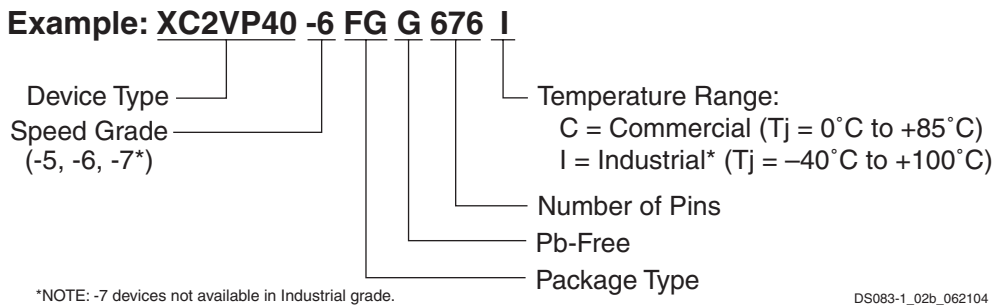 Example: XC2VP40 -6 FG G 676 I
Device Type
Speed Grade
(-5, -6, -7*)
Temperature Range:
C = Commercial (Tj = 0˚C to +85˚C)
I = Industrial* (Tj = –40˚C to +100˚C)
Number of Pins
Pb-Free
Package Type
*NOTE: -7 devices not available in Industrial grade.
DS083-1_02b_062104